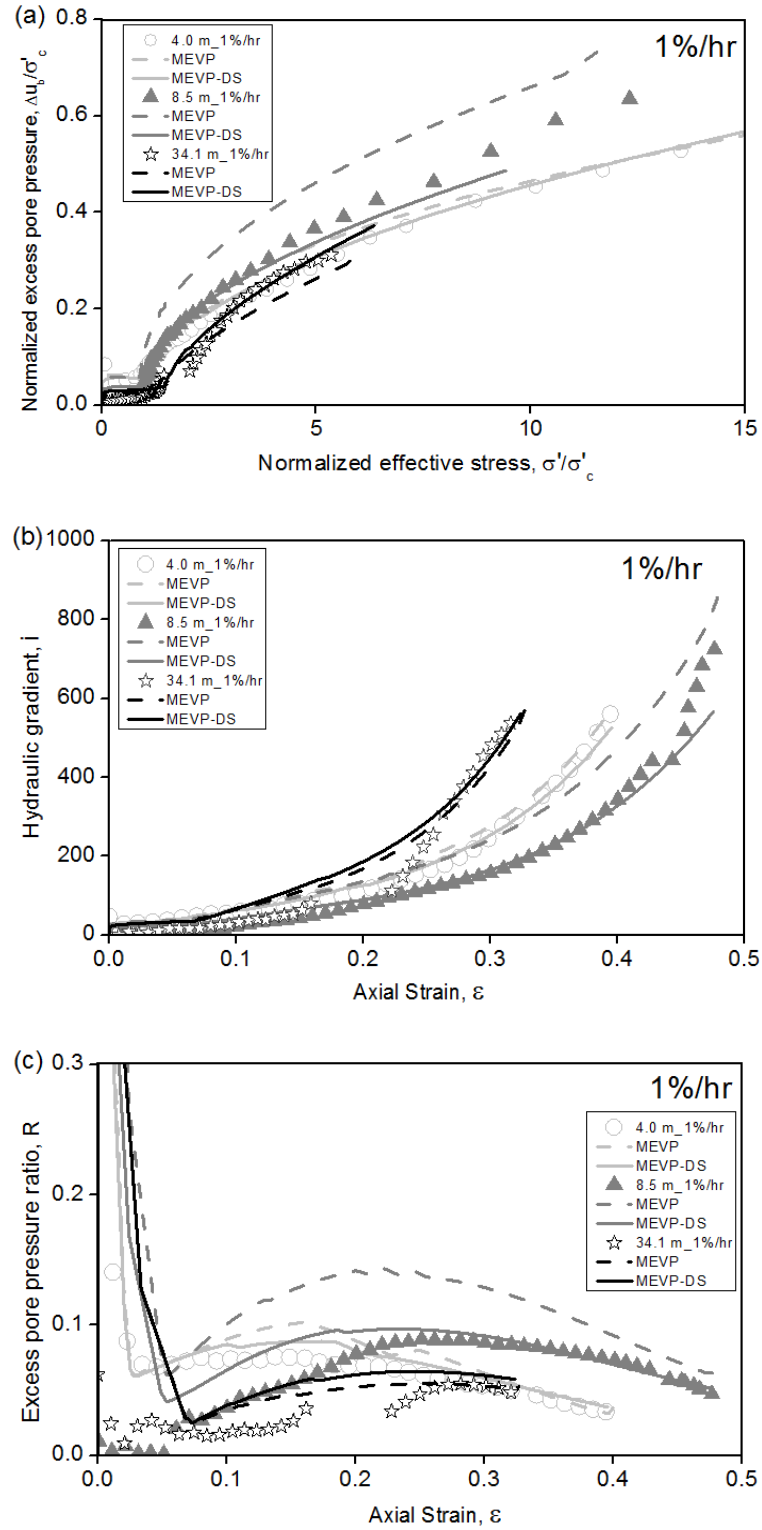 (a)
1%/hr
4.0 m_1%/hr
MEVP
MEVP-DS
8.5 m_1%/hr
MEVP
MEVP-DS
34.1 m_1%/hr
MEVP
MEVP-DS
Normalized excess pore pressure, Δu_b/σ'_c
0.8
0.6
0.4
0.2
0.0
0
5
10
15
Normalized effective stress, σ'/σ'_c
(b)
1%/hr
4.0 m_1%/hr
MEVP
MEVP-DS
8.5 m_1%/hr
MEVP
MEVP-DS
34.1 m_1%/hr
MEVP
MEVP-DS
Hydraulic gradient, i
1000
800
600
400
200
0
0.0
0.1
0.2
0.3
0.4
0.5
Axial Strain, ε
(c)
1%/hr
4.0 m_1%/hr
MEVP
MEVP-DS
8.5 m_1%/hr
MEVP
MEVP-DS
34.1 m_1%/hr
MEVP
MEVP-DS
Excess pore pressure ratio, R
0.3
0.2
0.1
0.0
0.0
0.1
0.2
0.3
0.4
0.5
Axial Strain, ε